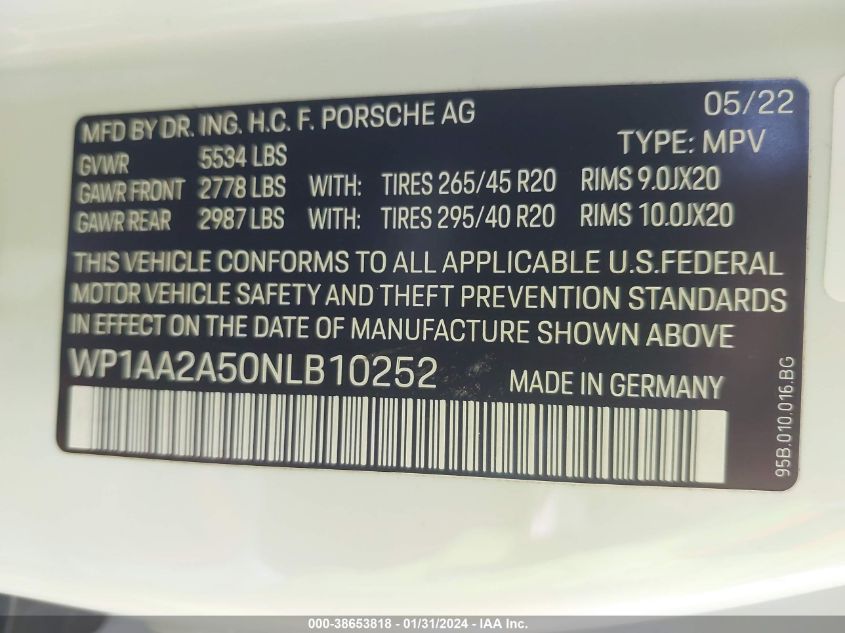 MFD BY DR. ING. H.C. F. PORSCHE AG 05/22
GVWR 5534 LBS TYPE: MPV
GAWR FRONT 2778 LBS WITH: TIRES 265/45 R20 RIMS 9.0JX20
GAWR REAR 2987 LBS WITH: TIRES 295/40 R20 RIMS 10.0JX20
THIS VEHICLE CONFORMS TO ALL APPLICABLE U.S.FEDERAL
MOTOR VEHICLE SAFETY AND THEFT PREVENTION STANDARDS
IN EFFECT ON THE DATE OF MANUFACTURE SHOWN ABOVE
WP1AA2A50NLB10252 MADE IN GERMANY
95B.010.016.BG
000-38653818 - 01/31/2024 - IAA Inc.